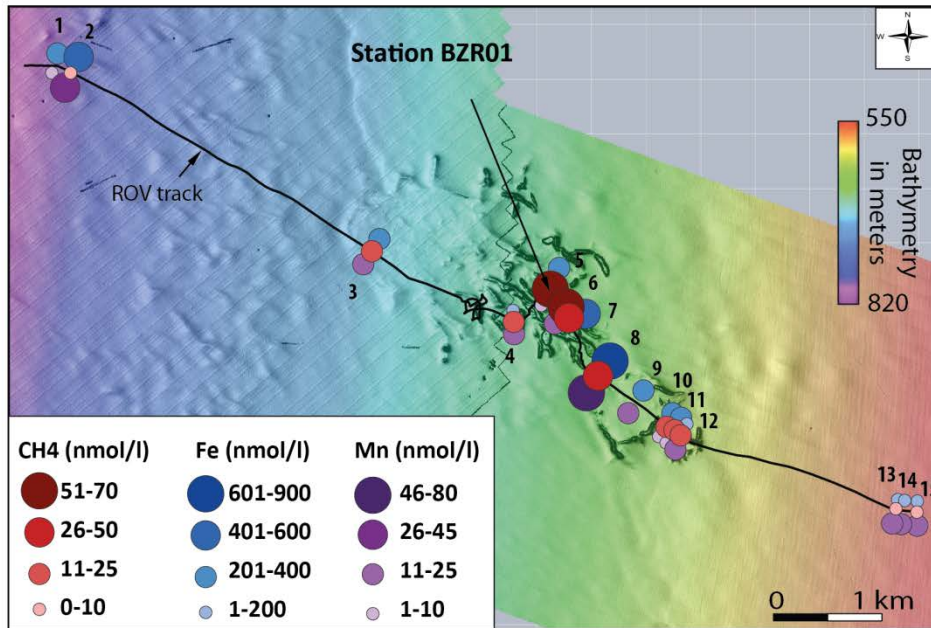 1 2
Station BZR01
N
W E
S
550
Bathymetry
in meters
820
ROV track
3
4
5
6
7
8
9
10
11
12
13 14 15
CH4 (nmol/l)
51-70
26-50
11-25
0-10
Fe (nmol/l)
601-900
401-600
201-400
1-200
Mn (nmol/l)
46-80
26-45
11-25
1-10
0 1 km